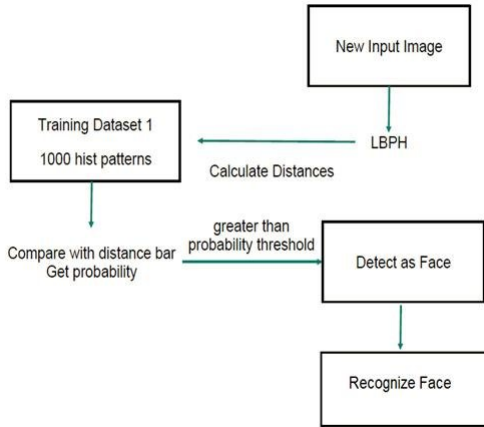 New Input Image
LBPH
Training Dataset 1
1000 hist patterns
Calculate Distances
Compare with distance bar
Get probability
greater than
probability threshold
Detect as Face
Recognize Face